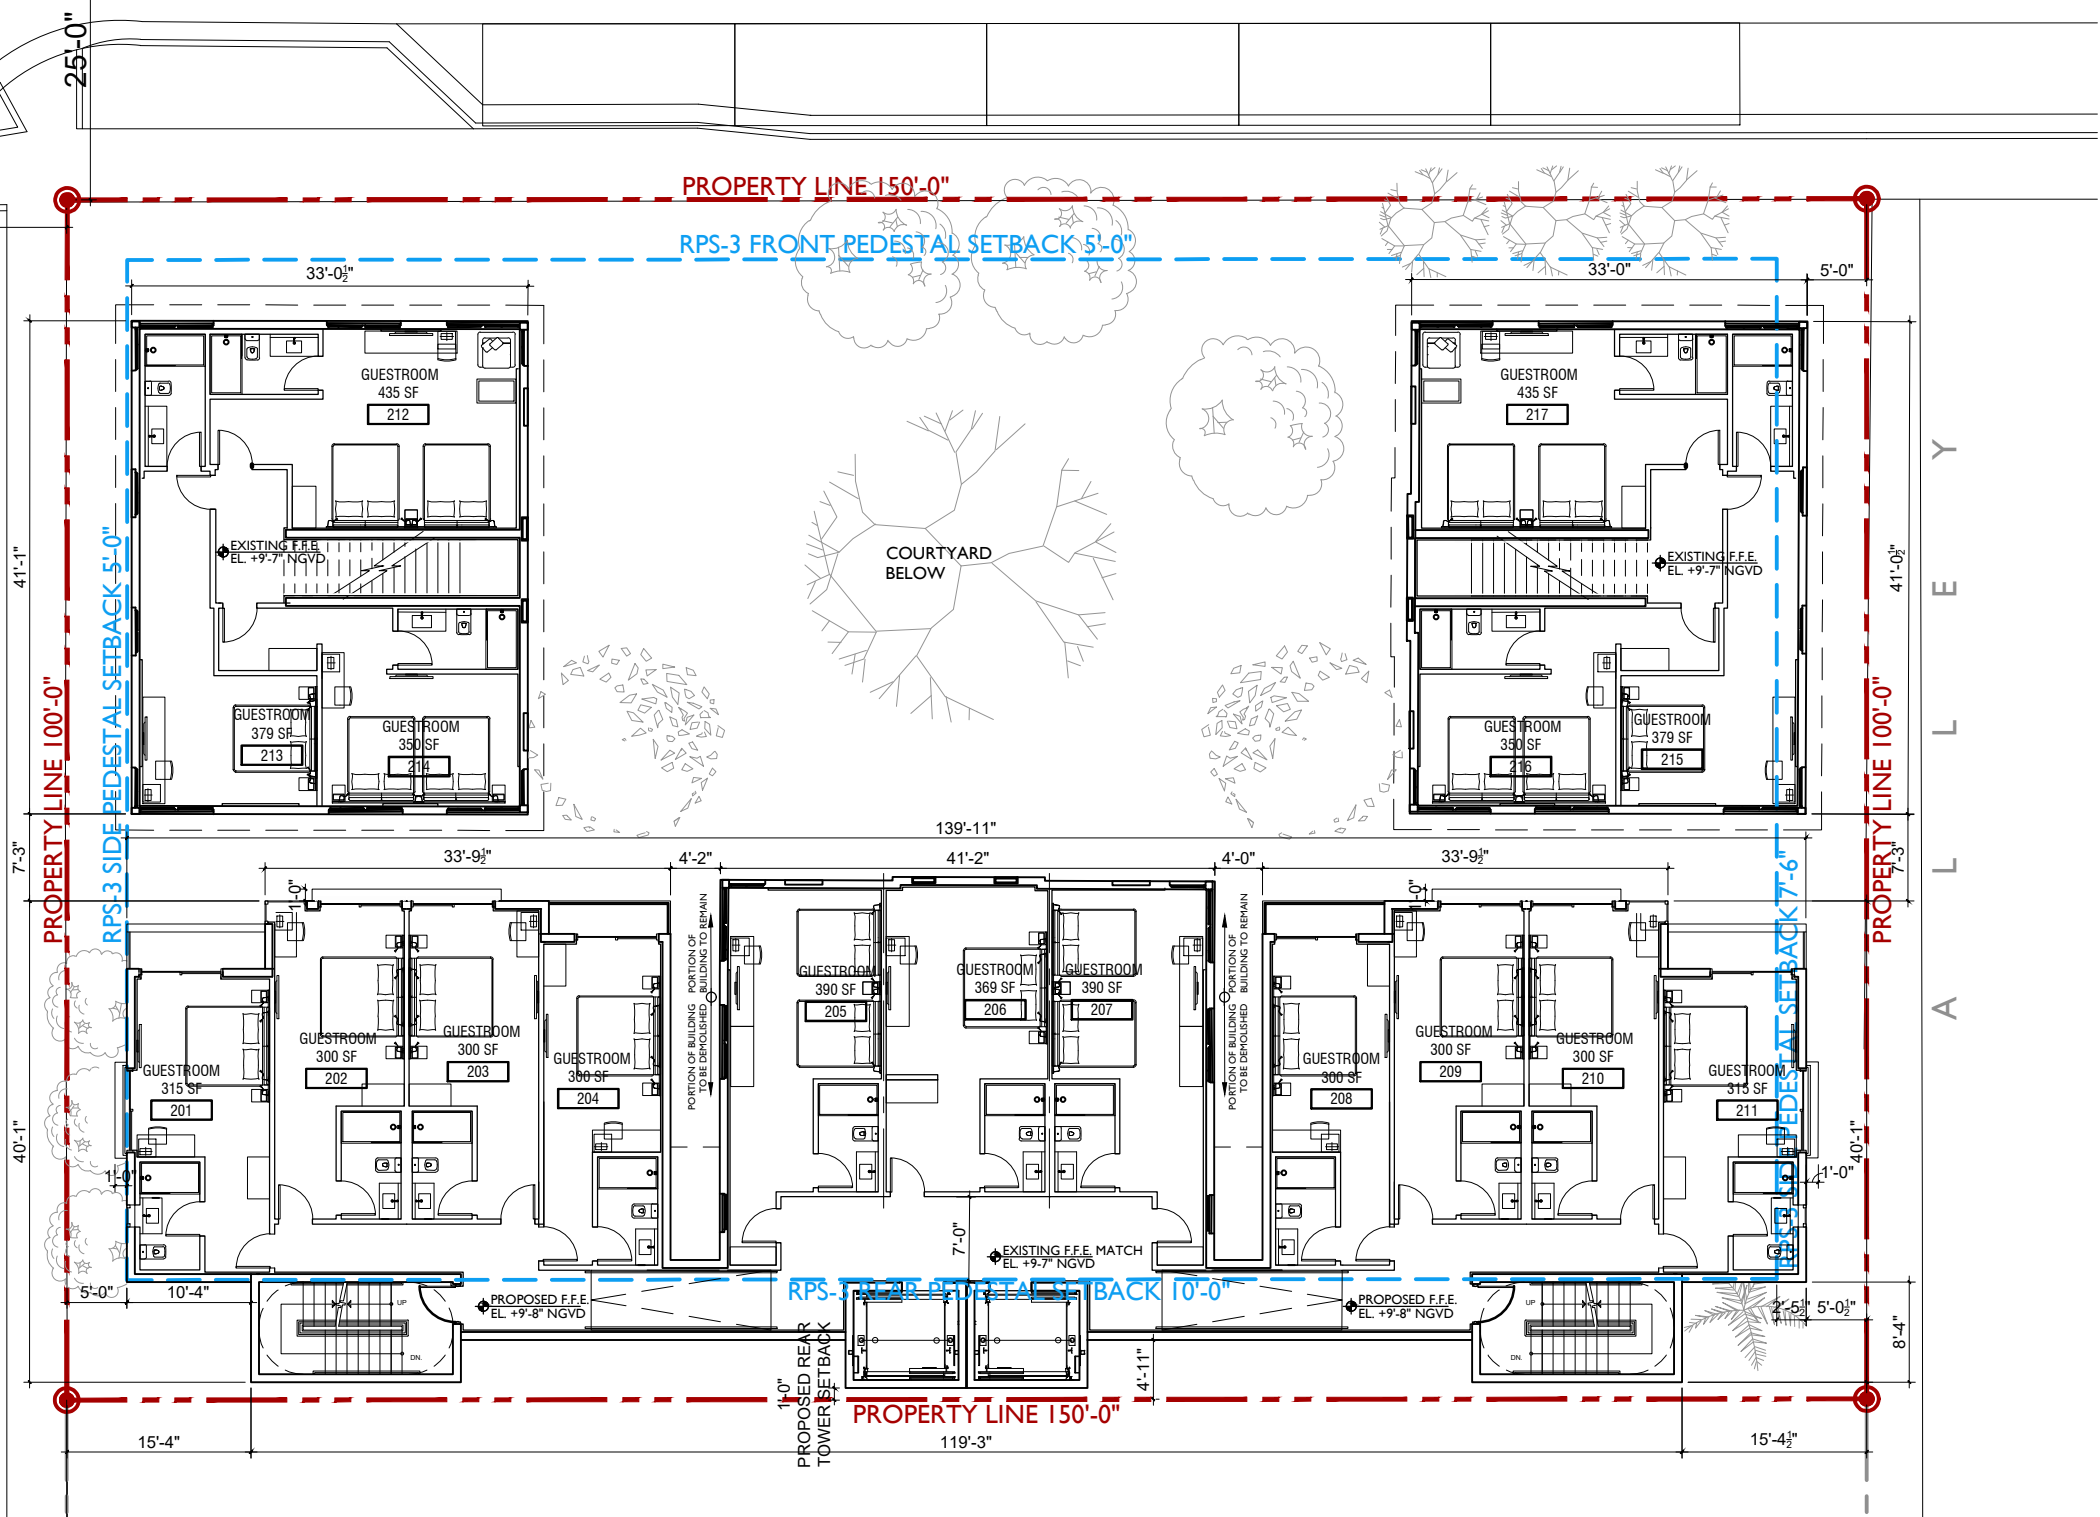 25'-0"
PROPERTY LINE 150'-0"
RPS-3 FRONT PEDESTAL SETBACK 5'-0"
33'-0½"
33'-0"
5'-0"
GUESTROOM
435 SF
212
GUESTROOM
435 SF
217
ALLEY
EXISTING F.F.E.
EL. +9'-7" NGVD
COURTYARD
BELOW
EXISTING F.F.E.
EL. +9'-7" NGVD
41'-1"
41'-0½"
RPS-3 SIDE PEDESTAL SETBACK 5'-0"
PROPERTY LINE 100'-0"
PROPERTY LINE 100'-0"
GUESTROOM
379 SF
213
GUESTROOM
350 SF
214
GUESTROOM
350 SF
216
GUESTROOM
379 SF
215
139'-11"
7'-3"
7'-3"
33'-9½"
4'-2"
41'-2"
4'-0"
33'-9½"
1'-0"
1'-0"
PORTION OF BUILDING
TO BE DEMOLISHED
PORTION OF
BUILDING TO REMAIN
PORTION OF BUILDING
TO BE DEMOLISHED
PORTION OF
BUILDING TO REMAIN
RPS-3 SIDE PEDESTAL SETBACK 7'-6"
GUESTROOM
315 SF
201
GUESTROOM
300 SF
202
GUESTROOM
300 SF
203
GUESTROOM
300 SF
204
GUESTROOM
390 SF
205
GUESTROOM
369 SF
206
GUESTROOM
390 SF
207
GUESTROOM
300 SF
208
GUESTROOM
300 SF
209
GUESTROOM
300 SF
210
GUESTROOM
315 SF
211
40'-1"
40'-1"
1'-0"
1'-0"
7'-0"
EXISTING F.F.E. MATCH
EL. +9-7" NGVD
5'-0"
10'-4"
RPS-3 REAR PEDESTAL SETBACK 10'-0"
UP
DN.
PROPOSED F.F.E.
EL. +9'-8" NGVD
PROPOSED F.F.E.
EL. +9'-8" NGVD
UP
DN.
2'-5½"
5'-0½"
8'-4"
4'-11"
1'-0"
PROPOSED REAR
TOWER SETBACK
PROPERTY LINE 150'-0"
15'-4"
119'-3"
15'-4½"